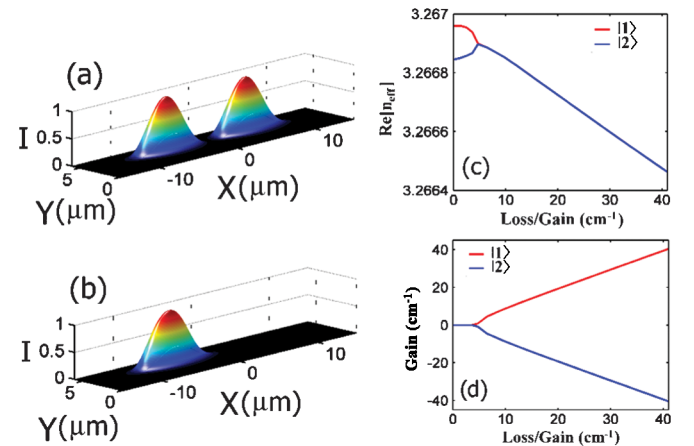 (a)
1
0.5
0
I
5
0
Y(μm)
-10
0
10
X(μm)
(b)
1
0.5
0
I
5
0
Y(μm)
-10
0
10
X(μm)
3.267
3.2668
3.2666
3.2664
Re|n_eff|
|1⟩
|2⟩
(c)
0 10 20 30 40
Loss/Gain (cm⁻¹)
40
20
0
-20
-40
Gain (cm⁻¹)
|1⟩
|2⟩
(d)
0 10 20 30 40
Loss/Gain (cm⁻¹)